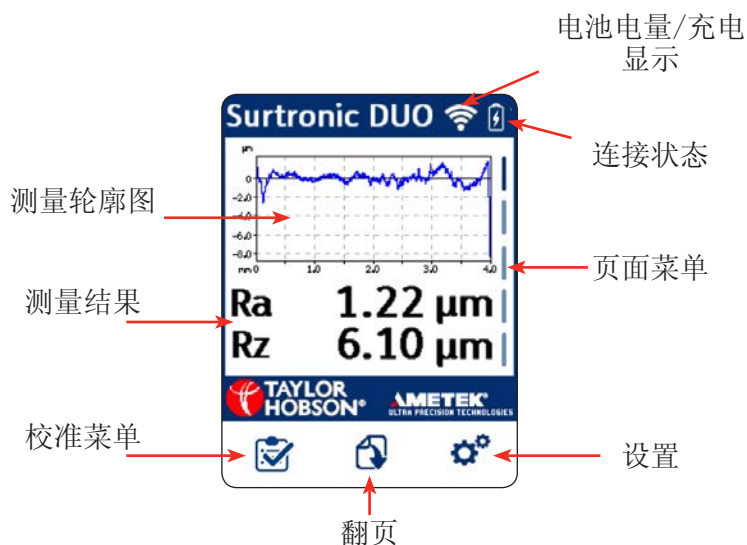 电池电量/充电
显示
Surtronic DUO
连接状态
μm
0
-2.0
-4.0
-6.0
-8.0
mm 0 1.0 2.0 3.0 4.0
测量轮廓图
页面菜单
测量结果
Ra 1.22 μm
Rz 6.10 μm
TAYLOR
HOBSON®
AMETEK®
ULTRA PRECISION TECHNOLOGIES
校准菜单
设置
翻页